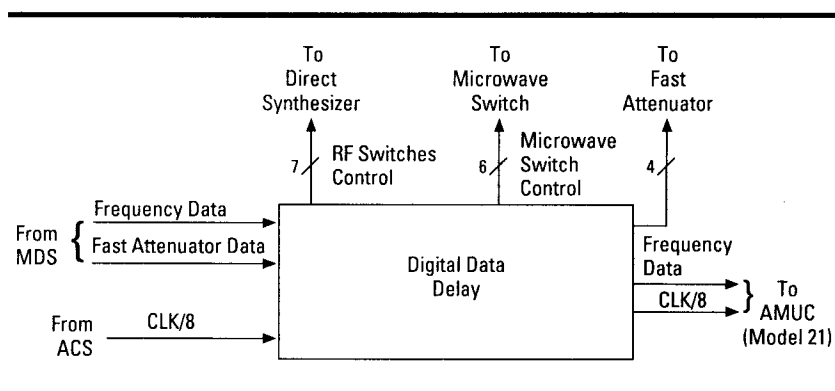 To
Direct
Synthesizer
To
Microwave
Switch
To
Fast
Attenuator
7
RF Switches
Control
6
Microwave
Switch
Control
4
From
MDS
{
Frequency Data
Fast Attenuator Data
Digital Data
Delay
Frequency
Data
CLK/8
}
To
AMUC
(Model 21)
From
ACS
CLK/8